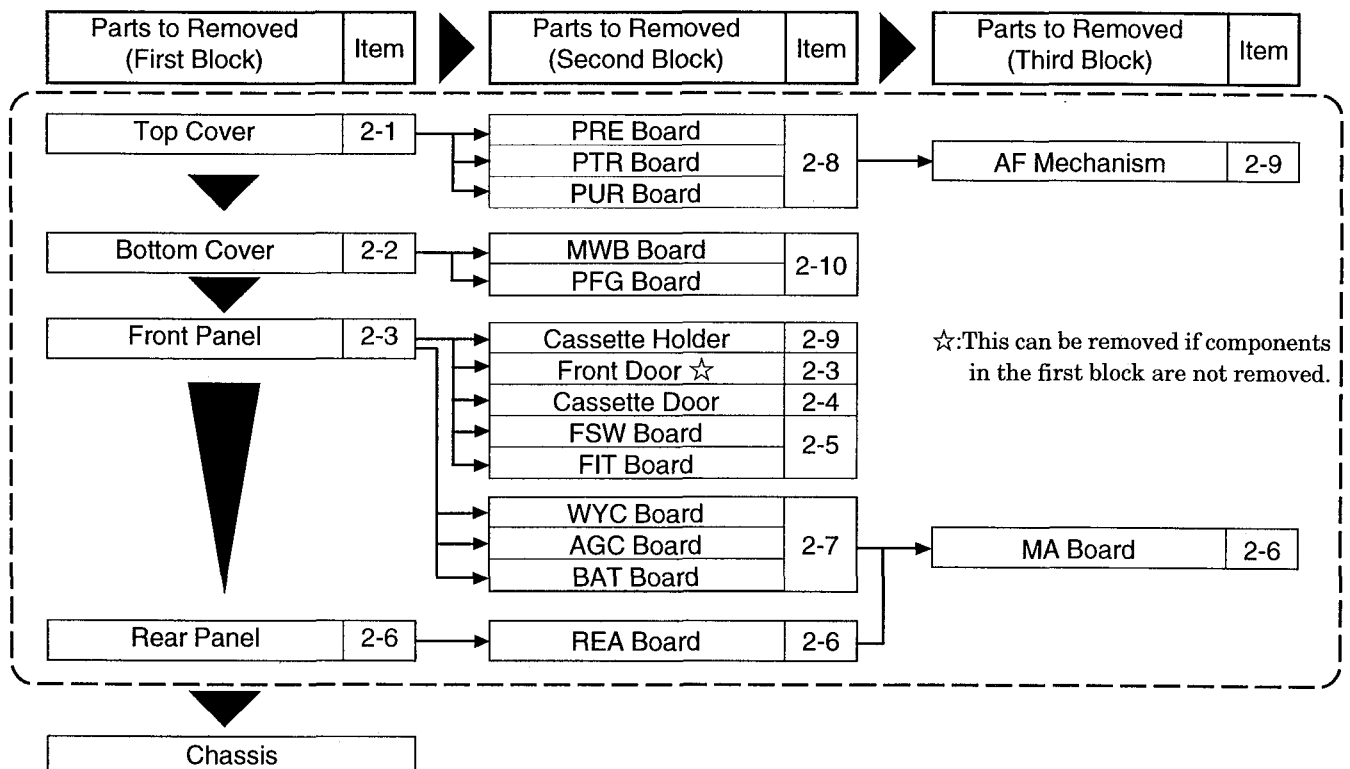 Parts to Removed
(First Block)
Item
Parts to Removed
(Second Block)
Item
Parts to Removed
(Third Block)
Item
Top Cover 2-1
PRE Board
PTR Board
PUR Board
2-8
AF Mechanism 2-9
Bottom Cover 2-2
MWB Board
PFG Board
2-10
Front Panel 2-3
Cassette Holder 2-9
Front Door ☆ 2-3
Cassette Door 2-4
FSW Board
FIT Board
2-5
☆:This can be removed if components
in the first block are not removed.
WYC Board
AGC Board
BAT Board
2-7
MA Board 2-6
Rear Panel 2-6
REA Board 2-6
Chassis